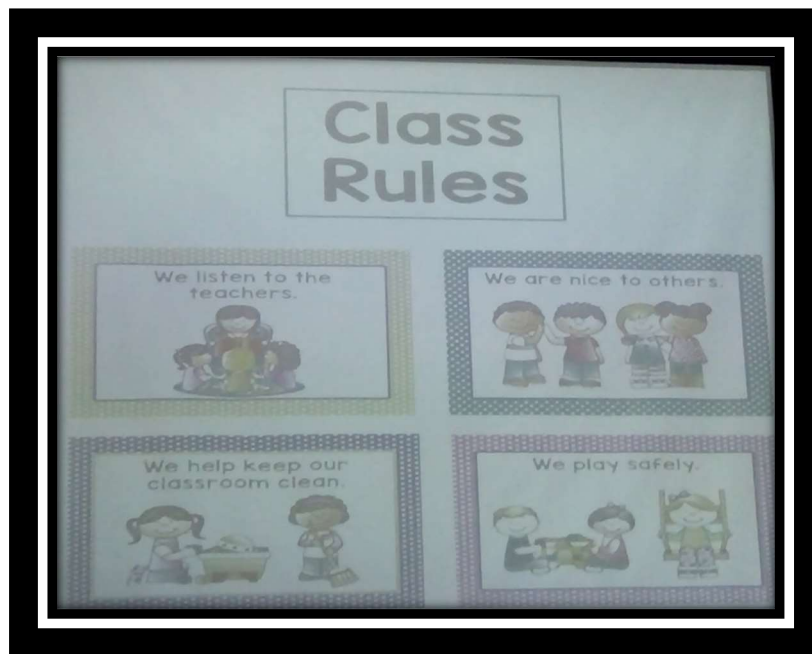 Class
Rules
We listen to the
teachers.
We are nice to others.
We help keep our
classroom clean.
We play safely.